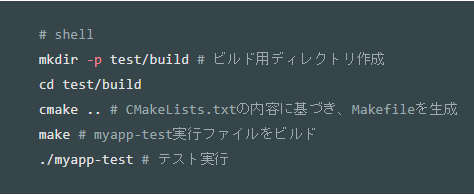 # shell
mkdir -p test/build # ビルド用ディレクトリ作成
cd test/build
cmake .. # CMakeLists.txtの内容に基づき、Makefileを生成
make # myapp-test実行ファイルをビルド
./myapp-test # テスト実行